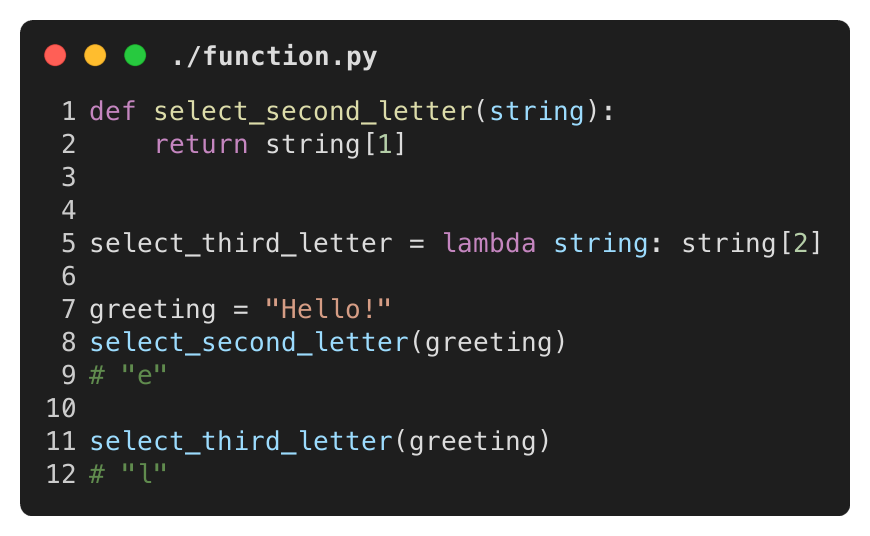 ./function.py
1 def select_second_letter(string):
2     return string[1]
3
4
5 select_third_letter = lambda string: string[2]
6
7 greeting = "Hello!"
8 select_second_letter(greeting)
9 # "e"
10
11 select_third_letter(greeting)
12 # "l"